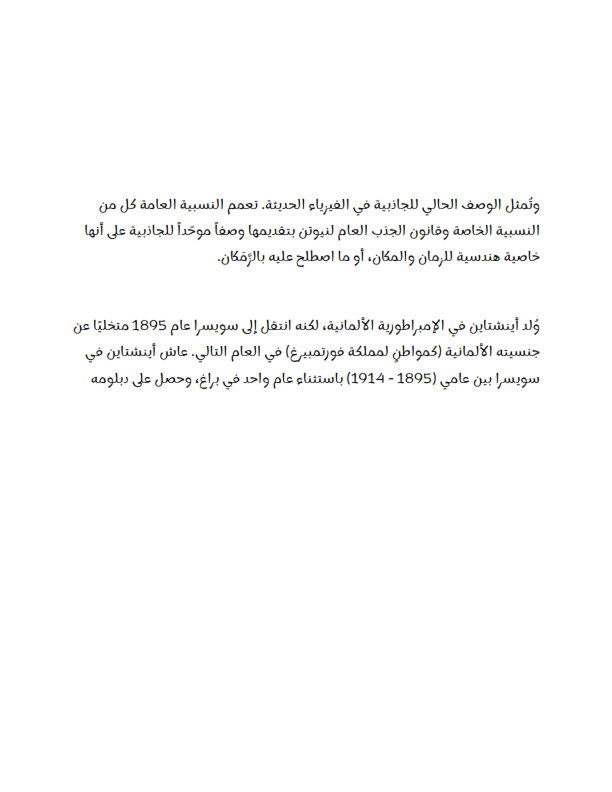 وتُمثل الوصف الحالي للجاذبية في الفيزياء الحديثة. تعمم النسبية العامة كل من
النسبية الخاصة وقانون الجذب العام لنيوتن بتقديمها وصفاً موحّداً للجاذبية على أنها
خاصية هندسية للزمان والمكان، أو ما اصطلح عليه بالزَمَكان.
وُلد أينشتاين في الإمبراطورية الألمانية، لكنه انتقل إلى سويسرا عام 1895 متخليًا عن
جنسيته الألمانية (كمواطنٍ لمملكة فورتمبيرغ) في العام التالي. عاش أينشتاين في
سويسرا بين عامي (1895 - 1914) باستثناء عام واحد في براغ، وحصل على دبلومه